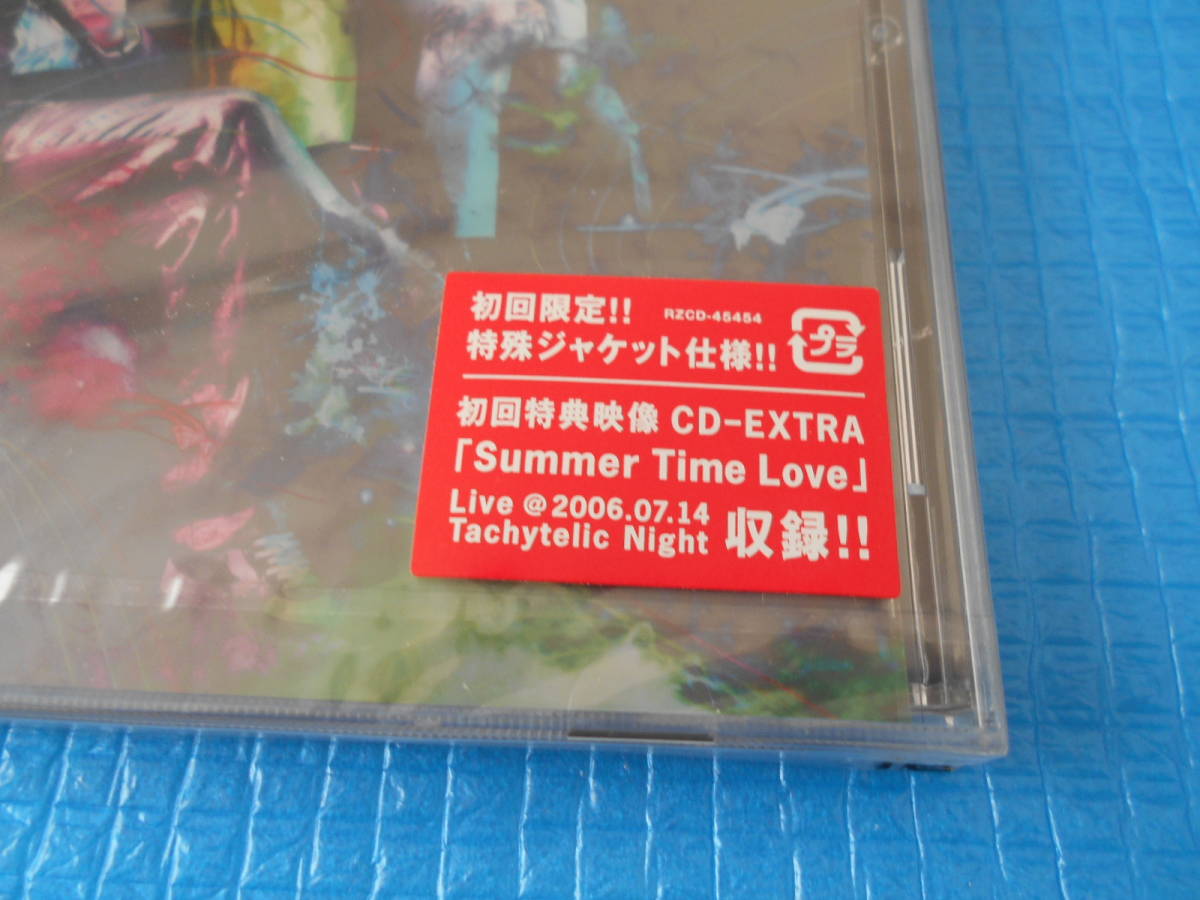 初回限定!! RZCD-45454
特殊ジャケット仕様!! プラ
初回特典映像 CD-EXTRA
「Summer Time Love」
Live @ 2006.07.14
Tachytelic Night 収録!!